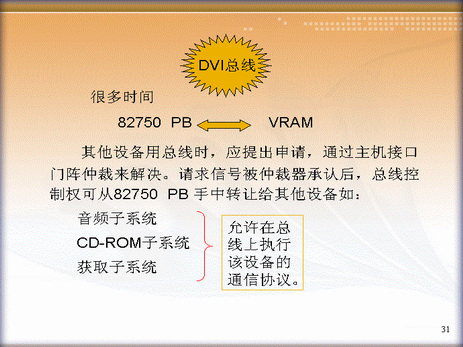 DVI总线
很多时间
82750 PB VRAM
其他设备用总线时，应提出申请，通过主机接口
门阵仲裁来解决。请求信号被仲裁器承认后，总线控
制权可从82750 PB 手中转让给其他设备如：
音频子系统
CD-ROM子系统
获取子系统
允许在总
线上执行
该设备的
通信协议。
31